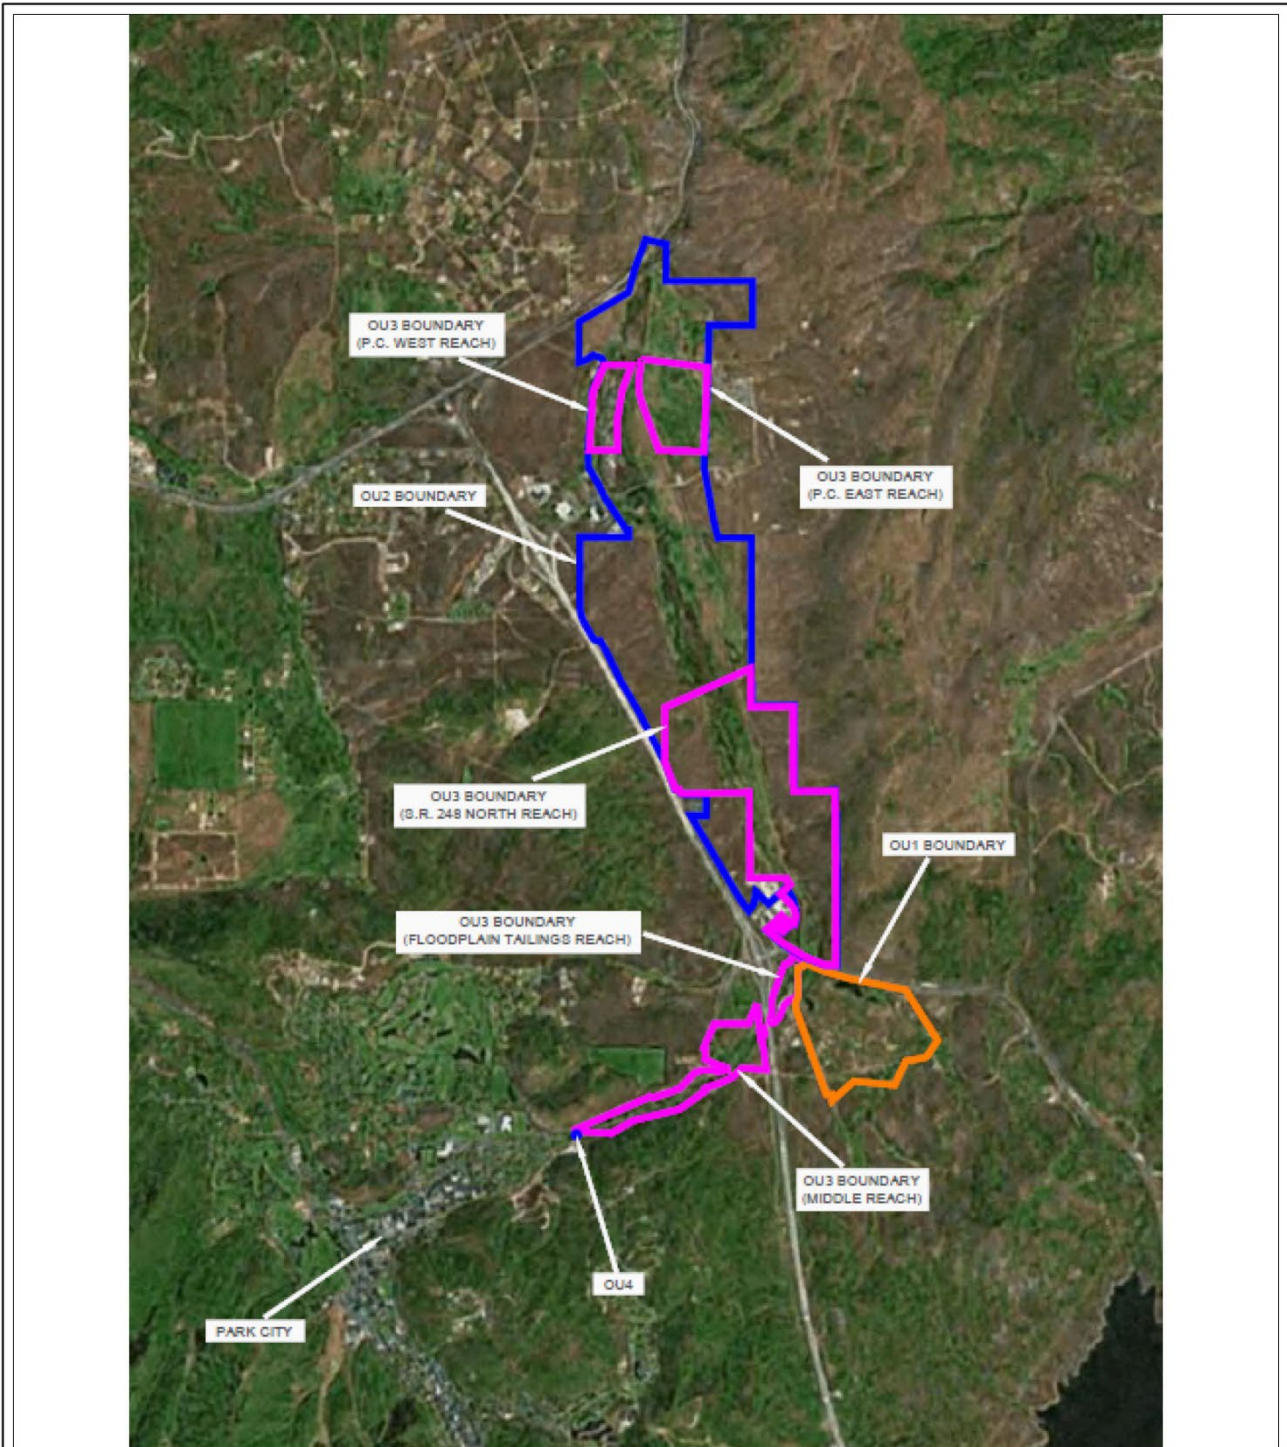 OU3 BOUNDARY
(P.C. WEST REACH)
OU3 BOUNDARY
(P.C. EAST REACH)
OU2 BOUNDARY
OU3 BOUNDARY
(S.R. 248 NORTH REACH)
OU1 BOUNDARY
OU3 BOUNDARY
(FLOODPLAIN TAILINGS REACH)
OU3 BOUNDARY
(MIDDLE REACH)
OU4
PARK CITY